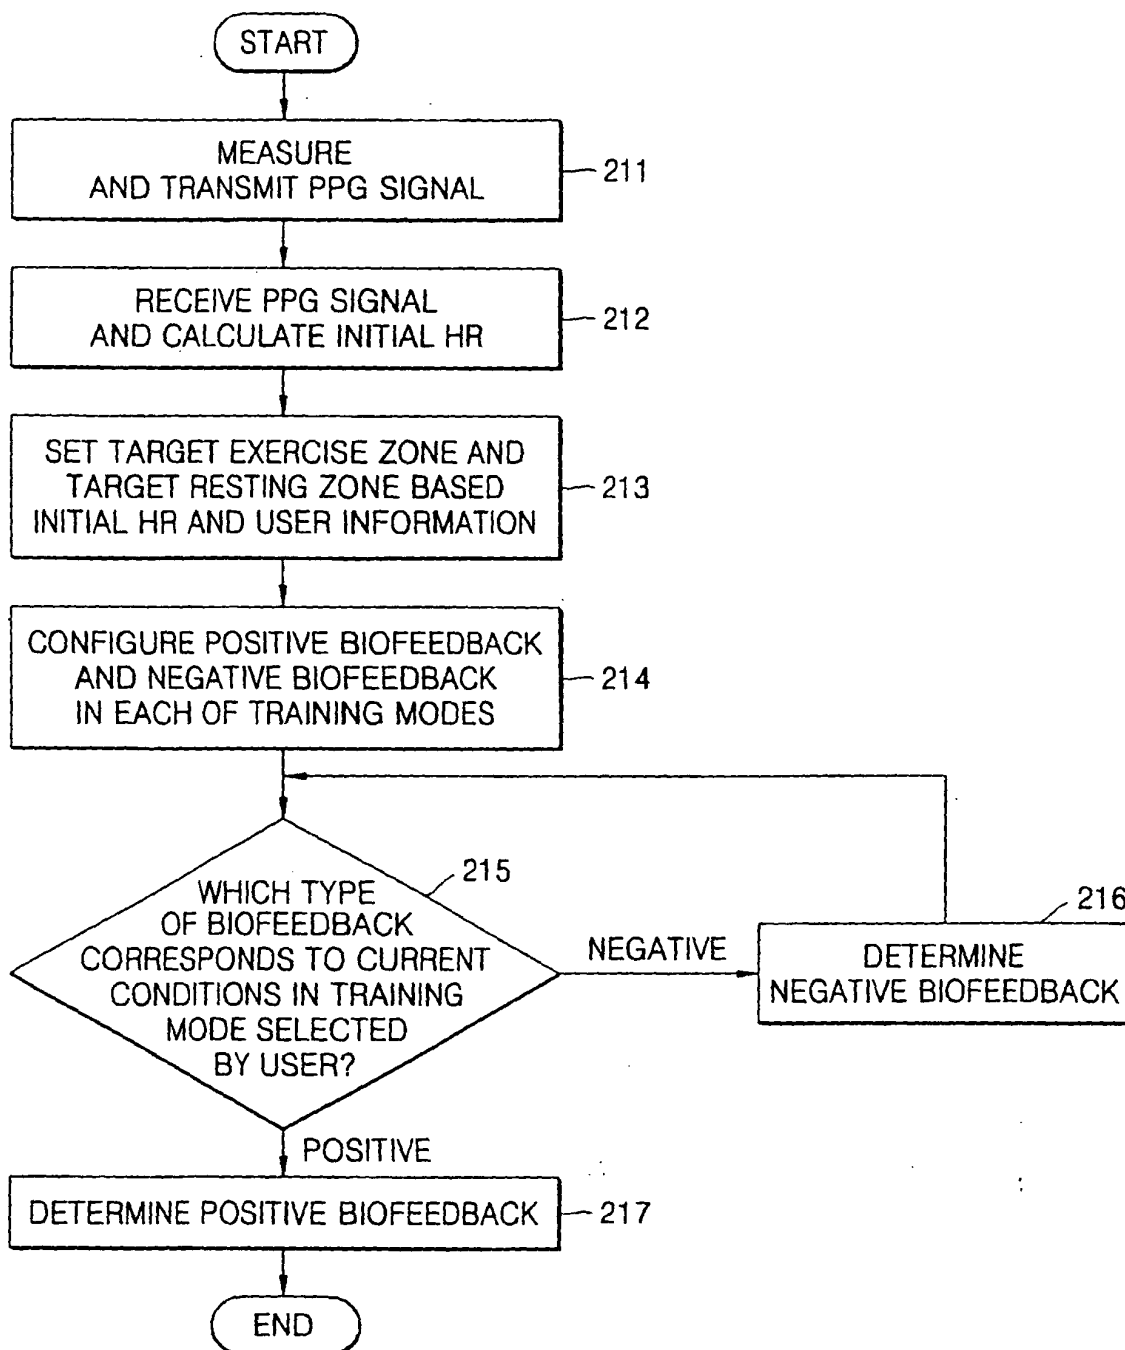 START
MEASURE
AND TRANSMIT PPG SIGNAL
211
RECEIVE PPG SIGNAL
AND CALCULATE INITIAL HR
212
SET TARGET EXERCISE ZONE AND
TARGET RESTING ZONE BASED
INITIAL HR AND USER INFORMATION
213
CONFIGURE POSITIVE BIOFEEDBACK
AND NEGATIVE BIOFEEDBACK
IN EACH OF TRAINING MODES
214
215
WHICH TYPE
OF BIOFEEDBACK
CORRESPONDS TO CURRENT
CONDITIONS IN TRAINING
MODE SELECTED
BY USER?
NEGATIVE
216
DETERMINE
NEGATIVE BIOFEEDBACK
POSITIVE
DETERMINE POSITIVE BIOFEEDBACK
217
END